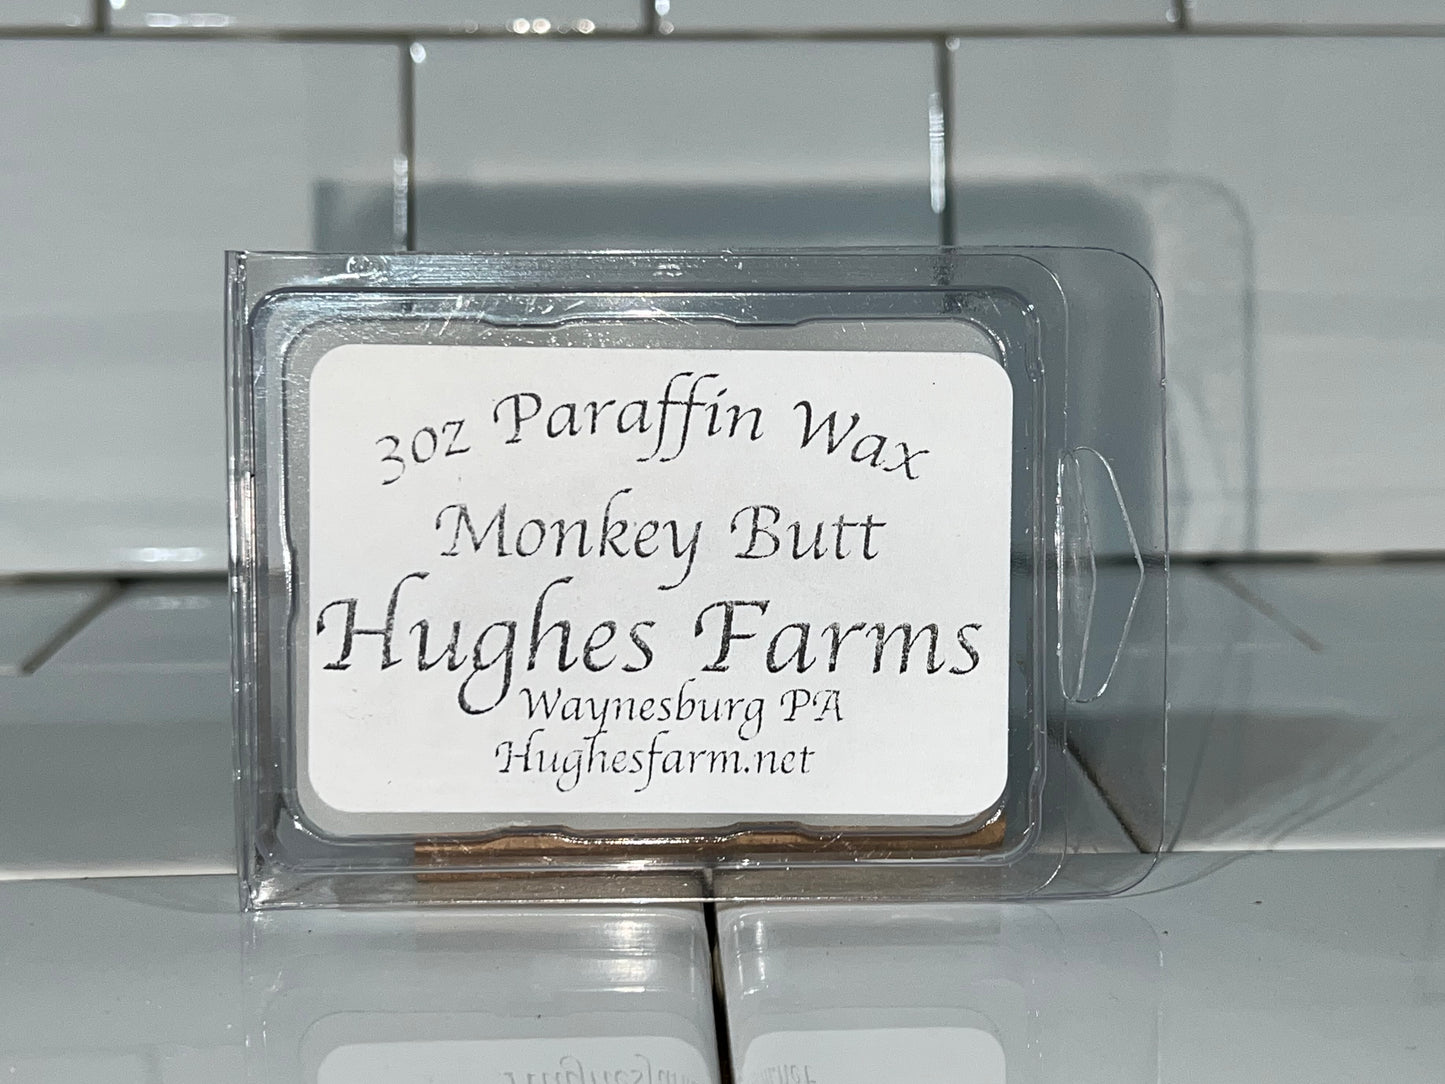 3oz Paraffin Wax
Monkey Butt
Hughes Farms
Waynesburg PA
Hughesfarm.net